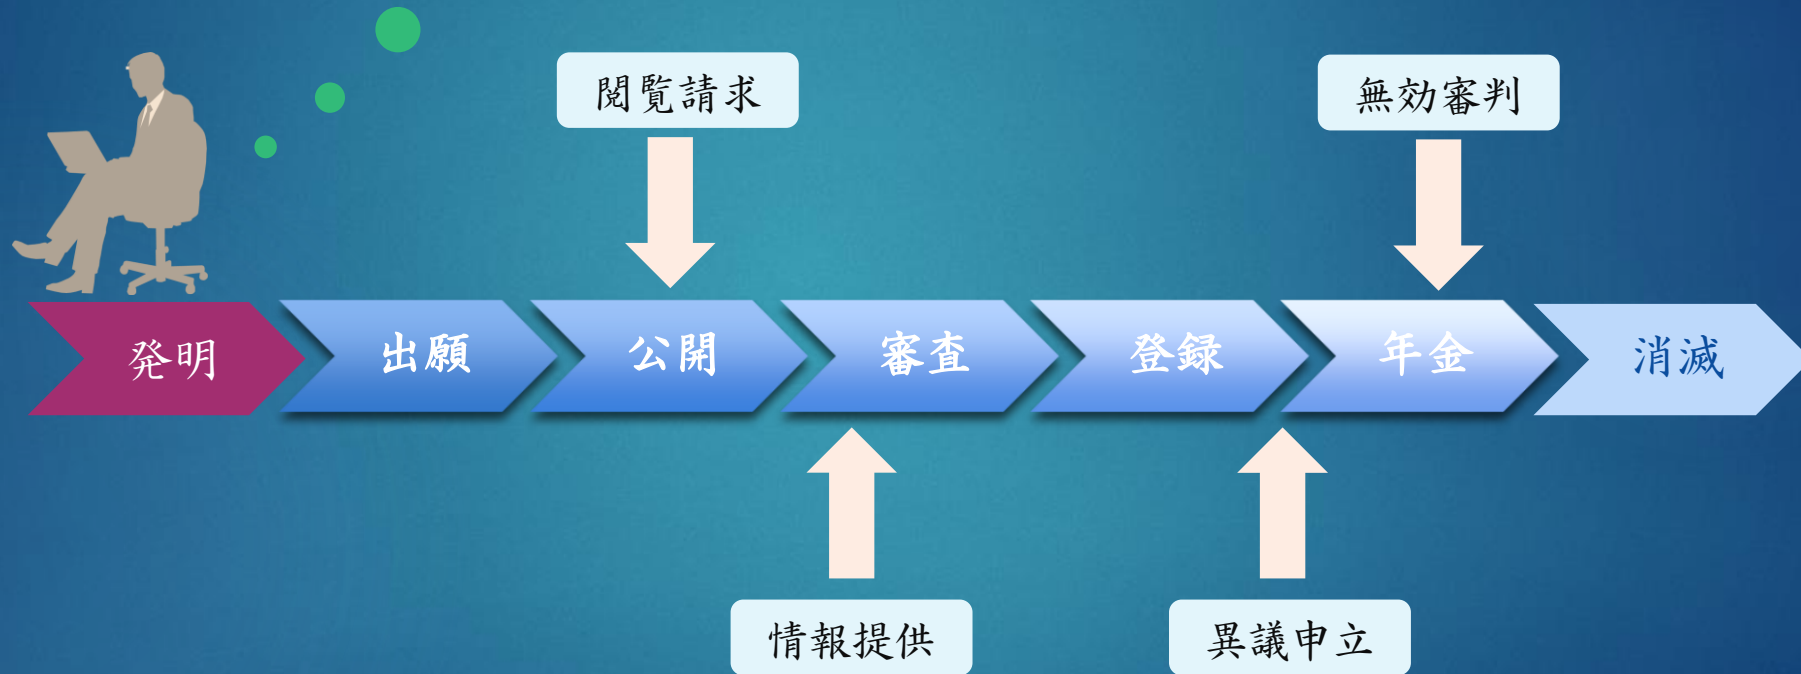 閲覧請求
無効審判
発明
出願
公開
審査
登録
年金
消滅
情報提供
異議申立